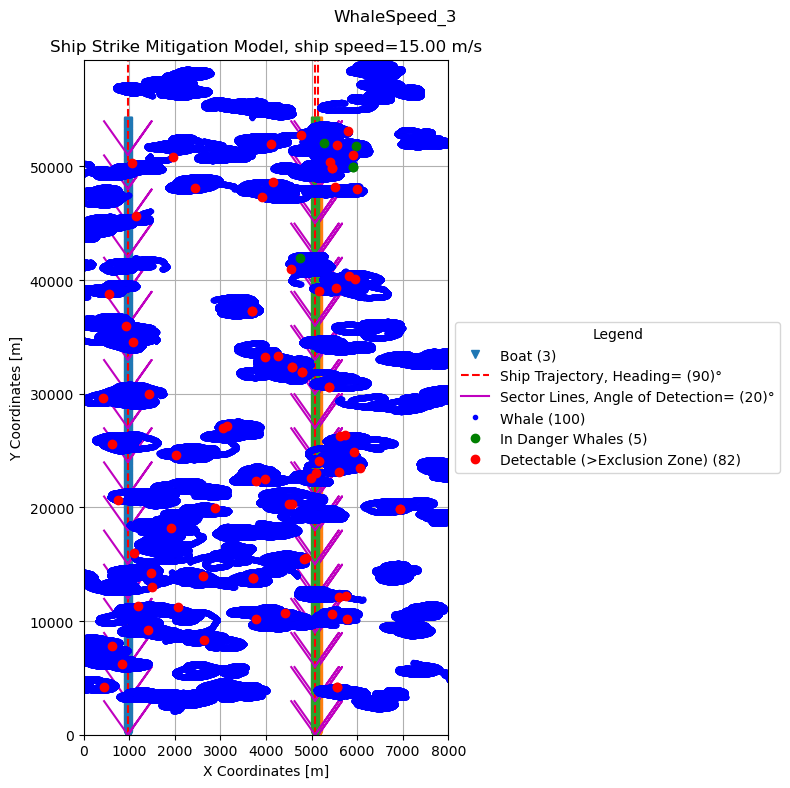 WhaleSpeed_3
Ship Strike Mitigation Model, ship speed=15.00 m/s
Y Coordinates [m]
50000
40000
30000
20000
10000
0
0 1000 2000 3000 4000 5000 6000 7000 8000
X Coordinates [m]
Legend
Boat (3)
Ship Trajectory, Heading= (90)°
Sector Lines, Angle of Detection= (20)°
Whale (100)
In Danger Whales (5)
Detectable (>Exclusion Zone) (82)